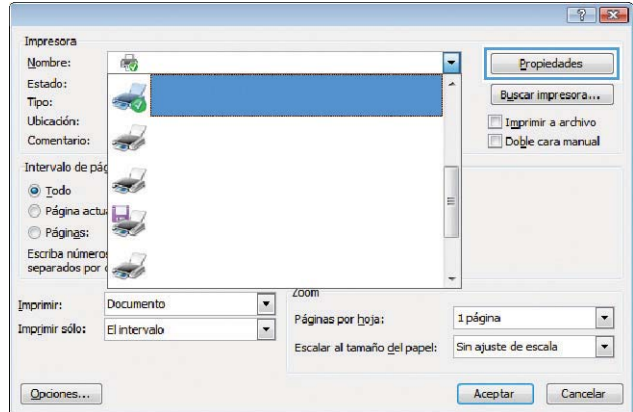 Impresora
Nombre:
Propiedades
Estado:
Tipo:
Buscar impresora...
Ubicación:
Imprimir a archivo
Comentario:
Doble cara manual
Intervalo de pág
Todo
Página actu
Páginas:
Escriba número
separados por
Zoom
Imprimir:
Documento
Páginas por hoja:
1 página
Imprimir sólo:
El intervalo
Escalar al tamaño del papel:
Sin ajuste de escala
Opciones...
Aceptar
Cancelar